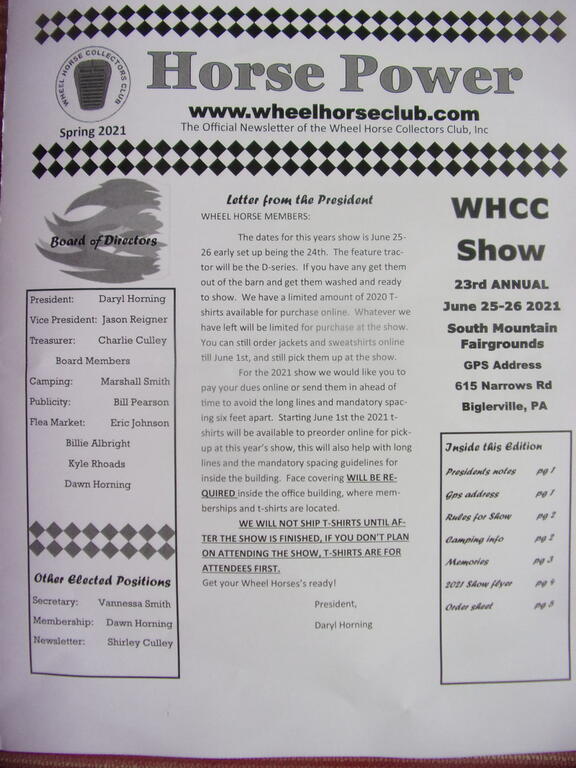 WHEEL HORSE COLLECTORS CLUB
Horse Power
www.wheelhorseclub.com
Spring 2021
The Official Newsletter of the Wheel Horse Collectors Club, Inc
Board of Directors
President: Daryl Horning
Vice President: Jason Reigner
Treasurer: Charlie Culley
Board Members
Camping: Marshall Smith
Publicity: Bill Pearson
Flea Market: Eric Johnson
Billie Albright
Kyle Rhoads
Dawn Horning
Other Elected Positions
Secretary: Vannessa Smith
Membership: Dawn Horning
Newsletter: Shirley Culley
Letter from the President
WHEEL HORSE MEMBERS:
The dates for this years show is June 25-
26 early set up being the 24th. The feature trac-
tor will be the D-series. If you have any get them
out of the barn and get them washed and ready
to show. We have a limited amount of 2020 T-
shirts available for purchase online. Whatever we
have left will be limited for purchase at the show.
You can still order jackets and sweatshirts online
till June 1st, and still pick them up at the show.
For the 2021 show we would like you to
pay your dues online or send them in ahead of
time to avoid the long lines and mandatory spac-
ing six feet apart. Starting June 1st the 2021 t-
shirts will be available to preorder online for pick-
up at this year's show, this will also help with long
lines and the mandatory spacing guidelines for
inside the building. Face covering WILL BE RE-
QUIRED inside the office building, where mem-
berships and t-shirts are located.
WE WILL NOT SHIP T-SHIRTS UNTIL AF-
TER THE SHOW IS FINISHED, IF YOU DON'T PLAN
ON ATTENDING THE SHOW, T-SHIRTS ARE FOR
ATTENDEES FIRST.
Get your Wheel Horses's ready!
President,
Daryl Horning
WHCC
Show
23rd ANNUAL
June 25-26 2021
South Mountain
Fairgrounds
GPS Address
615 Narrows Rd
Biglerville, PA
Inside this Edition
Presidents notes pg 1
Gps address pg 1
Rules for Show pg 2
Camping info pg 2
Memories pg 3
2021 Show flyer pg 4
Order sheet pg 5